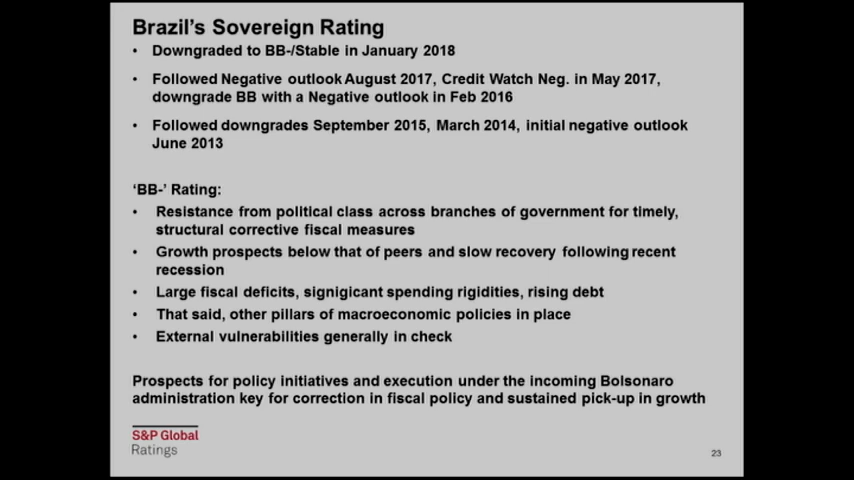 Brazil's Sovereign Rating
• Downgraded to BB-/Stable in January 2018
• Followed Negative outlook August 2017, Credit Watch Neg. in May 2017,
downgrade BB with a Negative outlook in Feb 2016
• Followed downgrades September 2015, March 2014, initial negative outlook
June 2013
‘BB-’ Rating:
• Resistance from political class across branches of government for timely,
structural corrective fiscal measures
• Growth prospects below that of peers and slow recovery following recent
recession
• Large fiscal deficits, signigicant spending rigidities, rising debt
• That said, other pillars of macroeconomic policies in place
• External vulnerabilities generally in check
Prospects for policy initiatives and execution under the incoming Bolsonaro
administration key for correction in fiscal policy and sustained pick-up in growth
S&P Global
Ratings
23